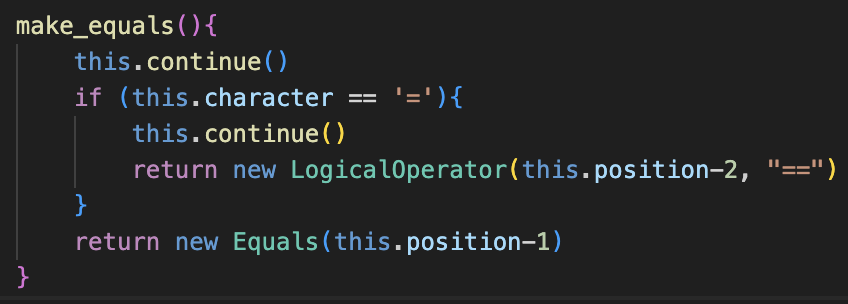 make_equals(){
    this.continue()
    if (this.character == '='){
        this.continue()
        return new LogicalOperator(this.position-2, "==")
    }
    return new Equals(this.position-1)
}